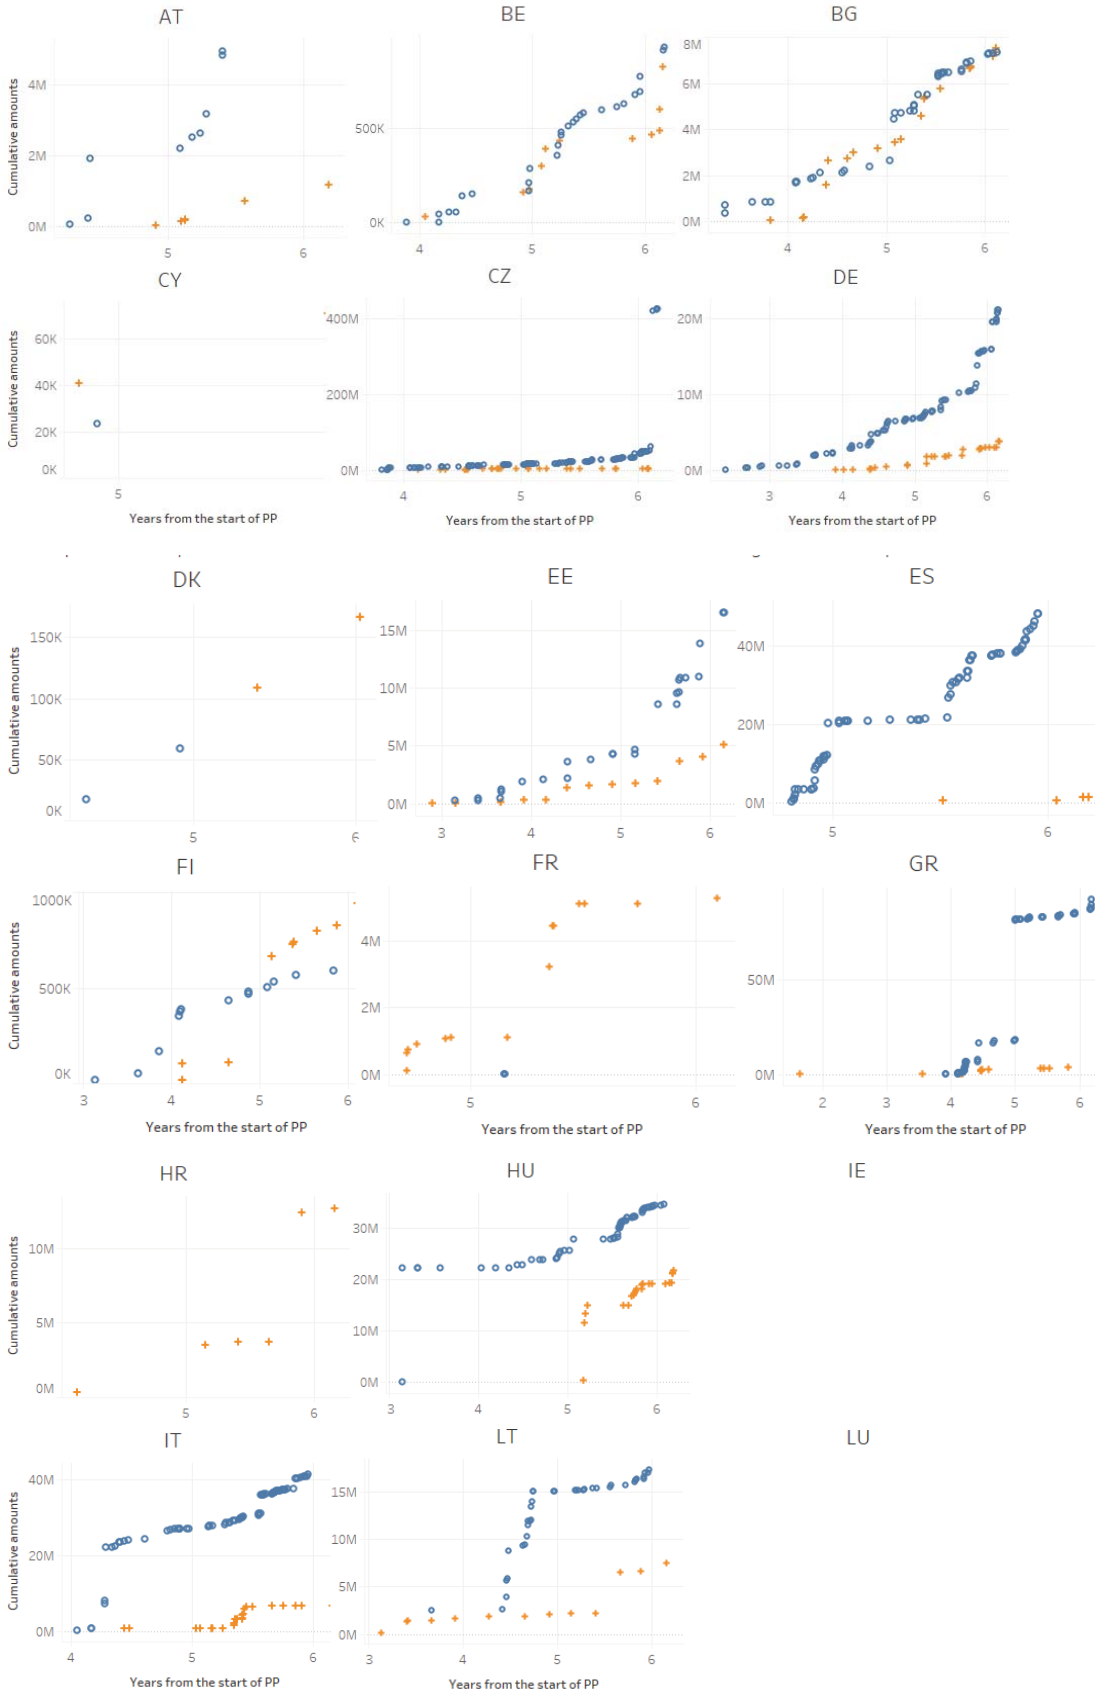 AT
BE
BG
Cumulative amounts
4M
2M
0M
5
6
500K
0K
4
5
6
8M
6M
4M
2M
0M
4
5
6
CY
CZ
DE
Cumulative amounts
60K
40K
20K
0K
5
Years from the start of PP
400M
200M
0M
4
5
6
Years from the start of PP
20M
10M
0M
3
4
5
6
Years from the start of PP
DK
EE
ES
Cumulative amounts
150K
100K
50K
0K
5
6
15M
10M
5M
0M
3
4
5
6
40M
20M
0M
5
6
FI
FR
GR
Cumulative amounts
1000K
500K
0K
3
4
5
6
Years from the start of PP
4M
2M
0M
5
6
Years from the start of PP
50M
0M
2
3
4
5
6
Years from the start of PP
HR
HU
IE
Cumulative amounts
10M
5M
0M
5
6
30M
20M
10M
0M
3
4
5
6
IT
LT
LU
Cumulative amounts
40M
20M
0M
4
5
6
Years from the start of PP
15M
10M
5M
0M
3
4
5
6
Years from the start of PP